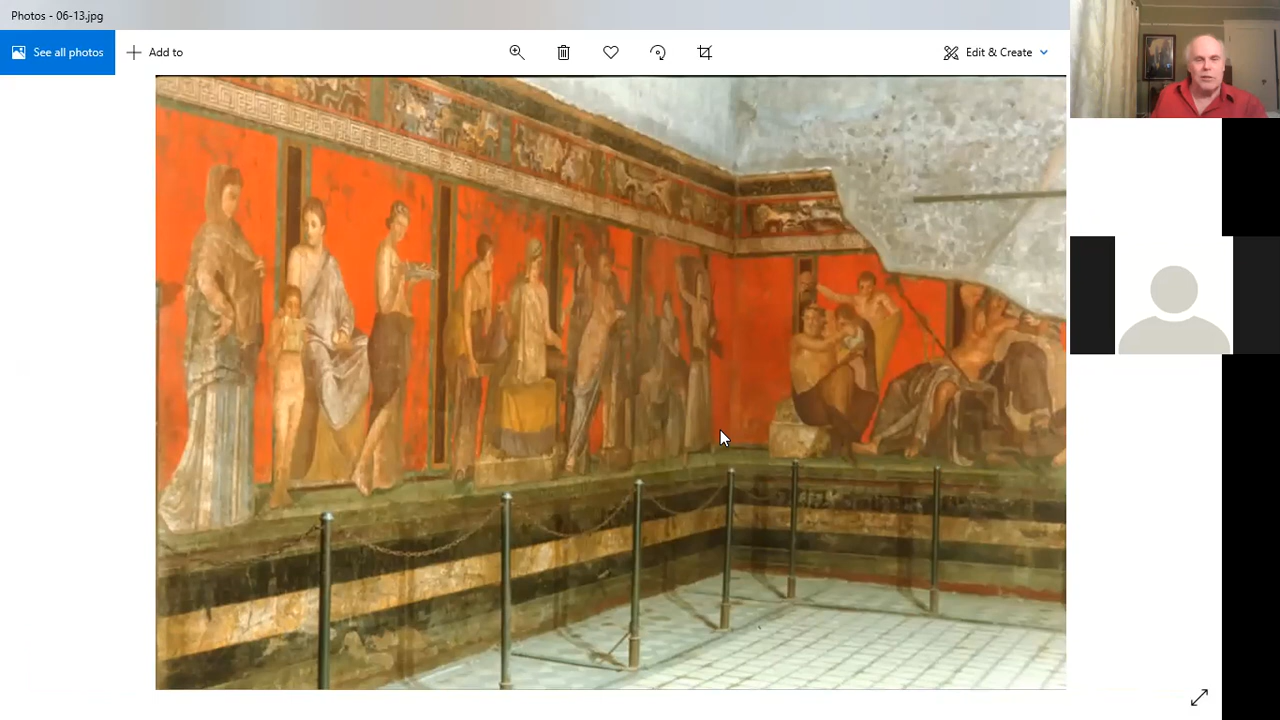 Photos - 06-13.jpg
See all photos
Add to
Edit & Create